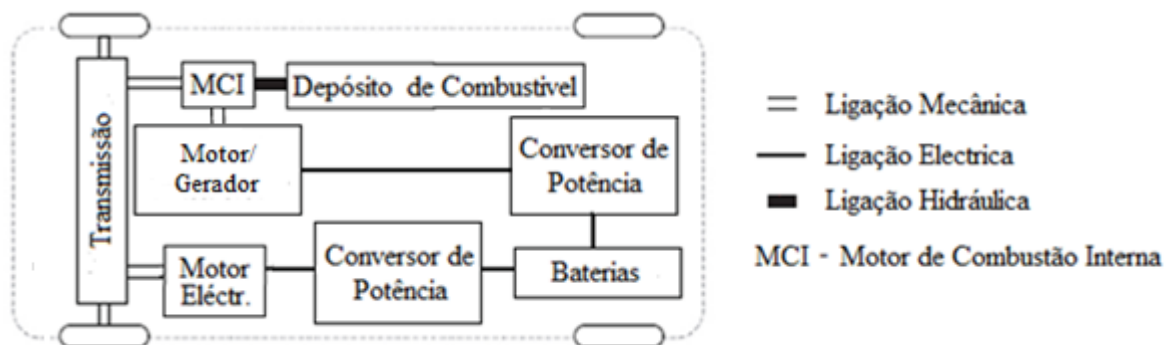 Transmissão
MCI
Depósito de Combustivel
Motor/
Gerador
Conversor de
Potência
Motor
Eléctr.
Conversor de
Potência
Baterias
Ligação Mecânica
Ligação Electrica
Ligação Hidráulica
MCI - Motor de Combustão Interna